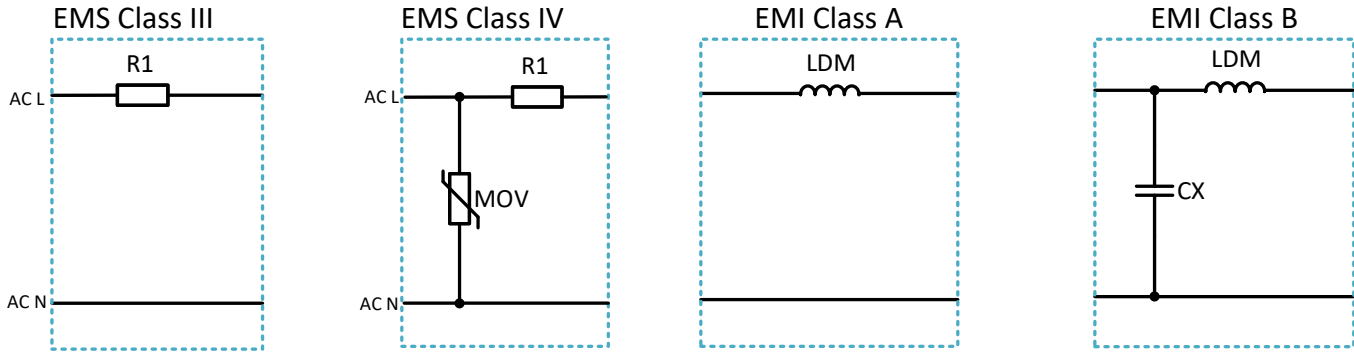 EMS Class III
R1
AC L
AC N
EMS Class IV
R1
AC L
MOV
AC N
EMI Class A
LDM
EMI Class B
LDM
CX